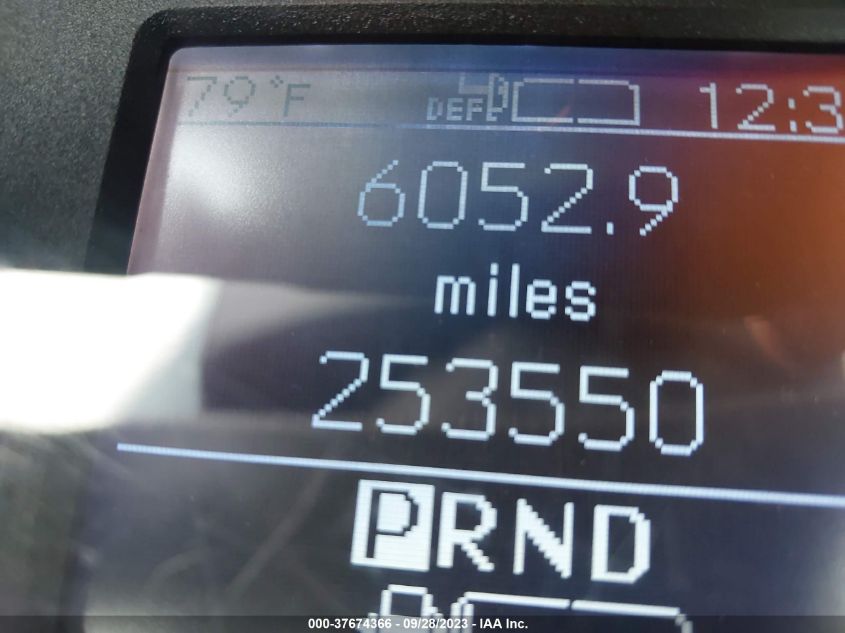 79°F DEF 12:3
6052.9
miles
253550
PRND
000-37674366 - 09/28/2023 - IAA Inc.